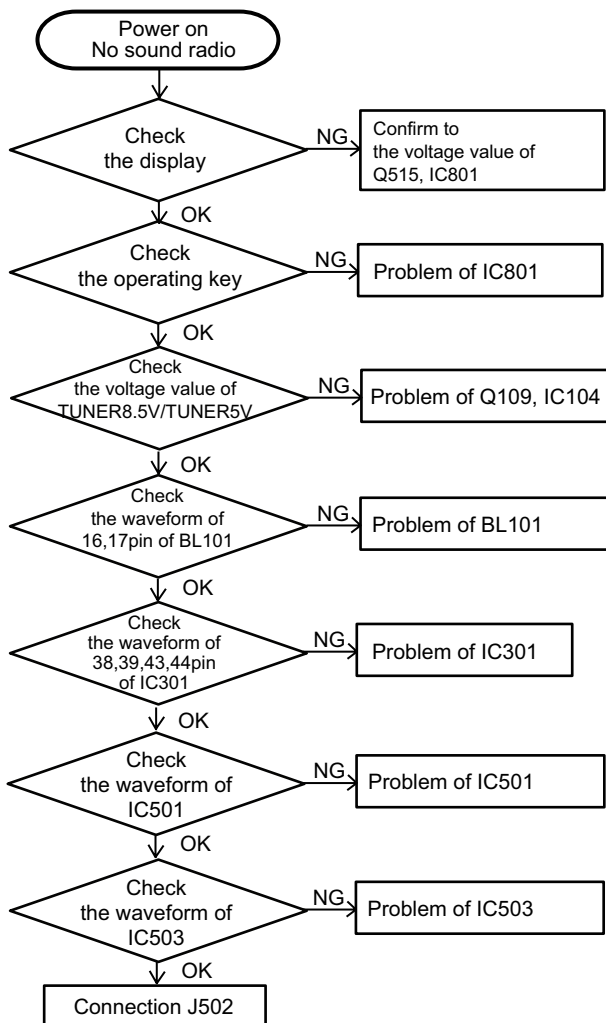 Power on
No sound radio
Check
the display
NG
Confirm to
the voltage value of
Q515, IC801
OK
Check
the operating key
NG
Problem of IC801
OK
Check
the voltage value of
TUNER8.5V/TUNER5V
NG
Problem of Q109, IC104
OK
Check
the waveform of
16,17pin of BL101
NG
Problem of BL101
OK
Check
the waveform of
38,39,43,44pin
of IC301
NG
Problem of IC301
OK
Check
the waveform of
IC501
NG
Problem of IC501
OK
Check
the waveform of
IC503
NG
Problem of IC503
OK
Connection J502